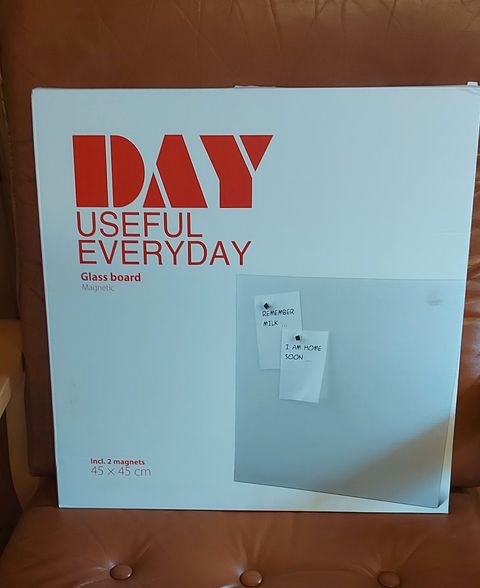 DAY
USEFUL
EVERYDAY
Glass board
Magnetic
REMEMBER
MILK ...
I AM HOME
SOON ...
Incl. 2 magnets
45 × 45 cm